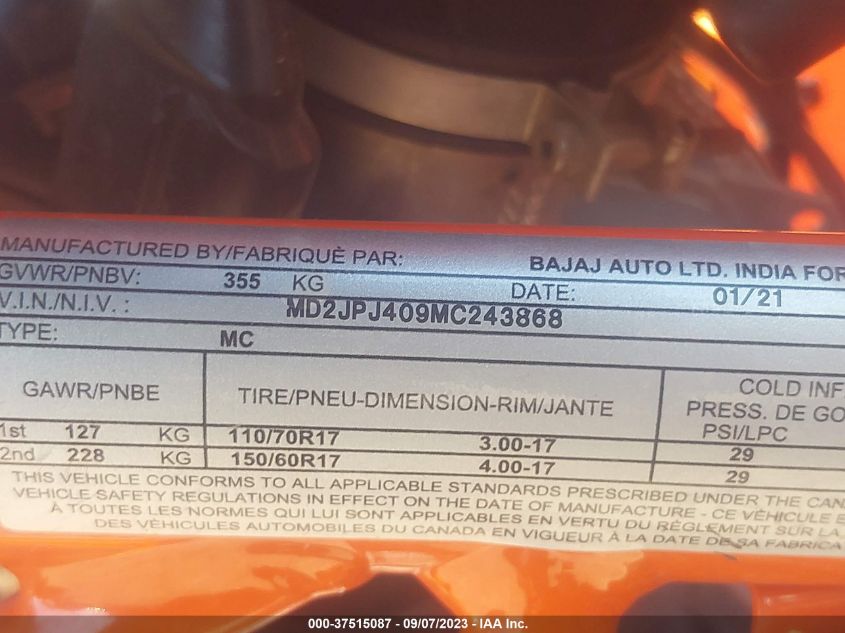 MANUFACTURED BY/FABRIQUÈ PAR: BAJAJ AUTO LTD. INDIA FOR
GVWR/PNBV: 355 KG DATE: 01/21
V.I.N./N.I.V. : MD2JPJ409MC243868
TYPE: MC
GAWR/PNBE TIRE/PNEU-DIMENSION-RIM/JANTE COLD INF
PRESS. DE GO
PSI/LPC
1st 127 KG 110/70R17 3.00-17 29
2nd 228 KG 150/60R17 4.00-17 29
THIS VEHICLE CONFORMS TO ALL APPLICABLE STANDARDS PRESCRIBED UNDER THE CAN
VEHICLE SAFETY REGULATIONS IN EFFECT ON THE DATE OF MANUFACTURE - CE VÉHICULE E
À TOUTES LES NORMES QUI LUI SONT APPLICABLES EN VERTU DU RÈGLEMENT SUR LA
DES VÉHICULES AUTOMOBILES DU CANADA EN VIGUEUR À LA DATE DE SA FABRICA
000-37515087 - 09/07/2023 - IAA Inc.